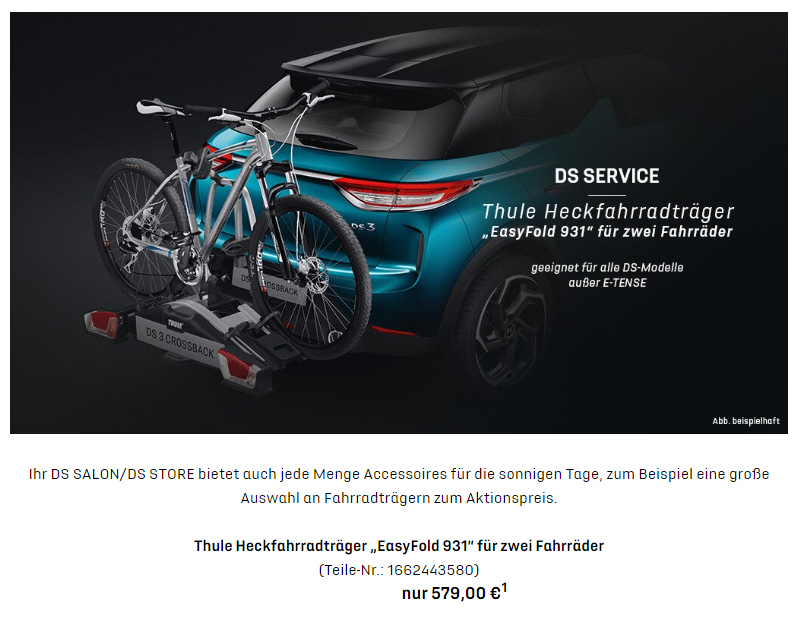 DS SERVICE
Thule Heckfahrradträger
„EasyFold 931“ für zwei Fahrräder
geeignet für alle DS-Modelle
außer E-TENSE
DS 3
DS 3 CROSSBACK
THULE
DS 3 CROSSBACK
Abb. beispielhaft
Ihr DS SALON/DS STORE bietet auch jede Menge Accessoires für die sonnigen Tage, zum Beispiel eine große
Auswahl an Fahrradträgern zum Aktionspreis.
Thule Heckfahrradträger „EasyFold 931“ für zwei Fahrräder
(Teile-Nr.: 1662443580)
nur 579,00 €¹